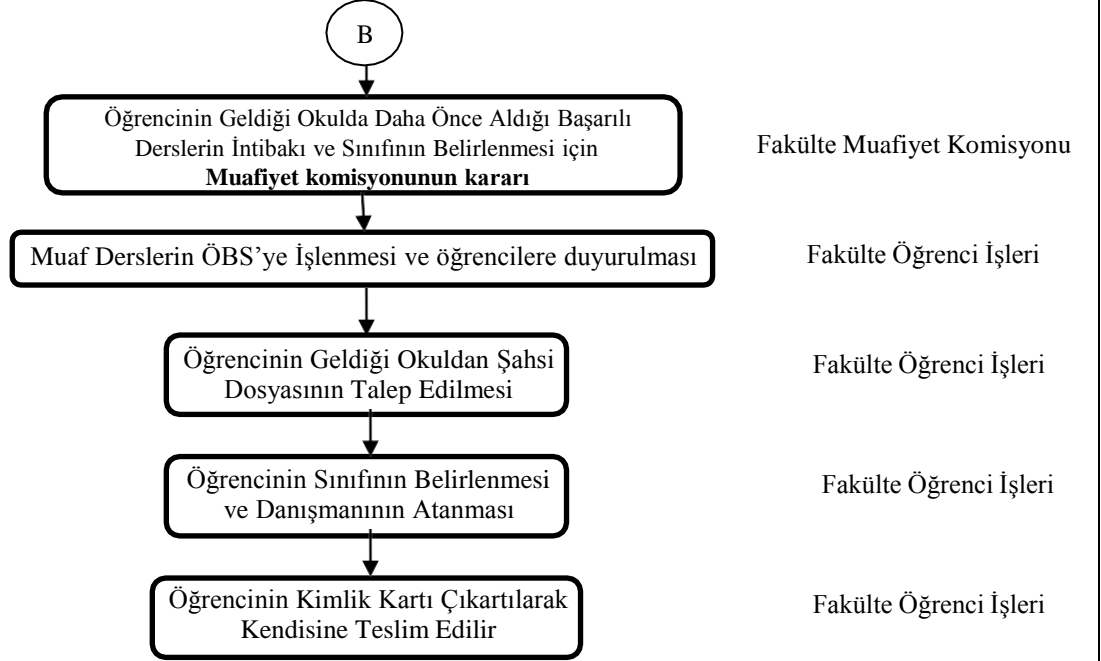 B
Öğrencinin Geldiği Okulda Daha Önce Aldığı Başarılı
Derslerin İntibakı ve Sınıfının Belirlenmesi için
Muafiyet komisyonunun kararı
Fakülte Muafiyet Komisyonu
Muaf Derslerin ÖBS’ye İşlenmesi ve öğrencilere duyurulması
Fakülte Öğrenci İşleri
Öğrencinin Geldiği Okuldan Şahsi
Dosyasının Talep Edilmesi
Fakülte Öğrenci İşleri
Öğrencinin Sınıfının Belirlenmesi
ve Danışmanının Atanması
Fakülte Öğrenci İşleri
Öğrencinin Kimlik Kartı Çıkartılarak
Kendisine Teslim Edilir
Fakülte Öğrenci İşleri